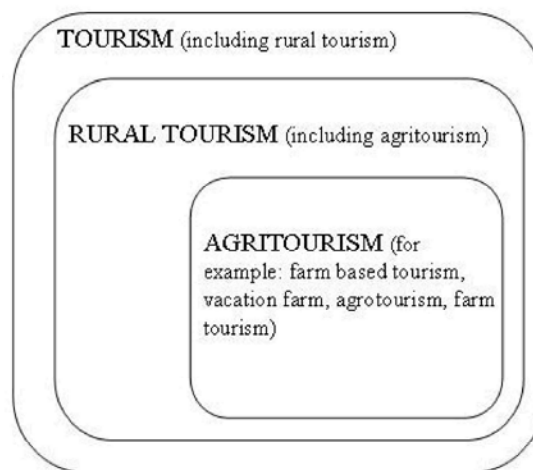 TOURISM (including rural tourism)
RURAL TOURISM (including agritourism)
AGRITOURISM (for
example: farm based tourism,
vacation farm, agrotourism, farm
tourism)